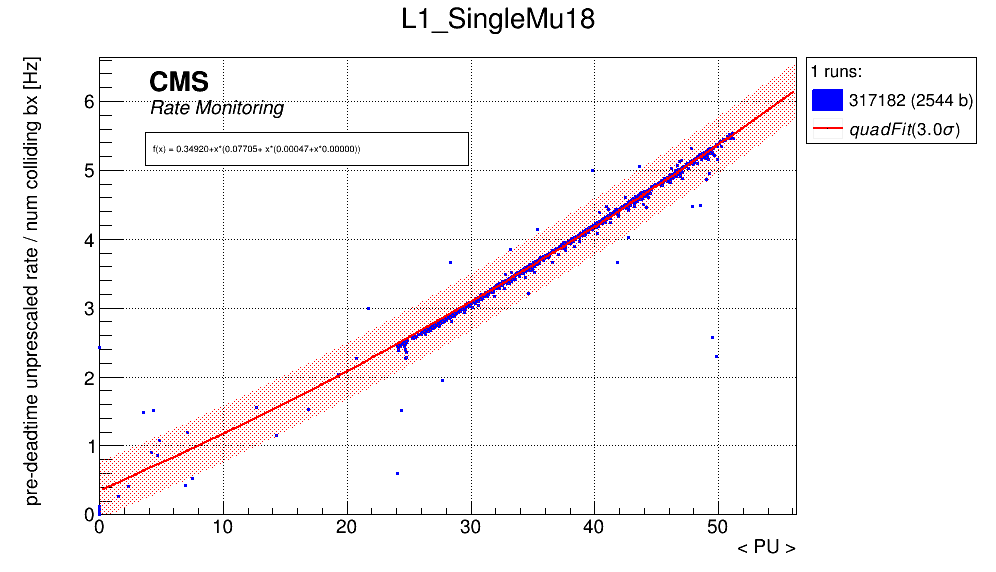 L1_SingleMu18
pre-deadtime unprescaled rate / num colliding bx [Hz]
CMS
Rate Monitoring
f(x) = 0.34920+x*(0.07705+ x*(0.00047+x*0.00000))
1 runs:
317182 (2544 b)
quadFit(3.0σ)
6
5
4
3
2
1
0
0 10 20 30 40 50
< PU >